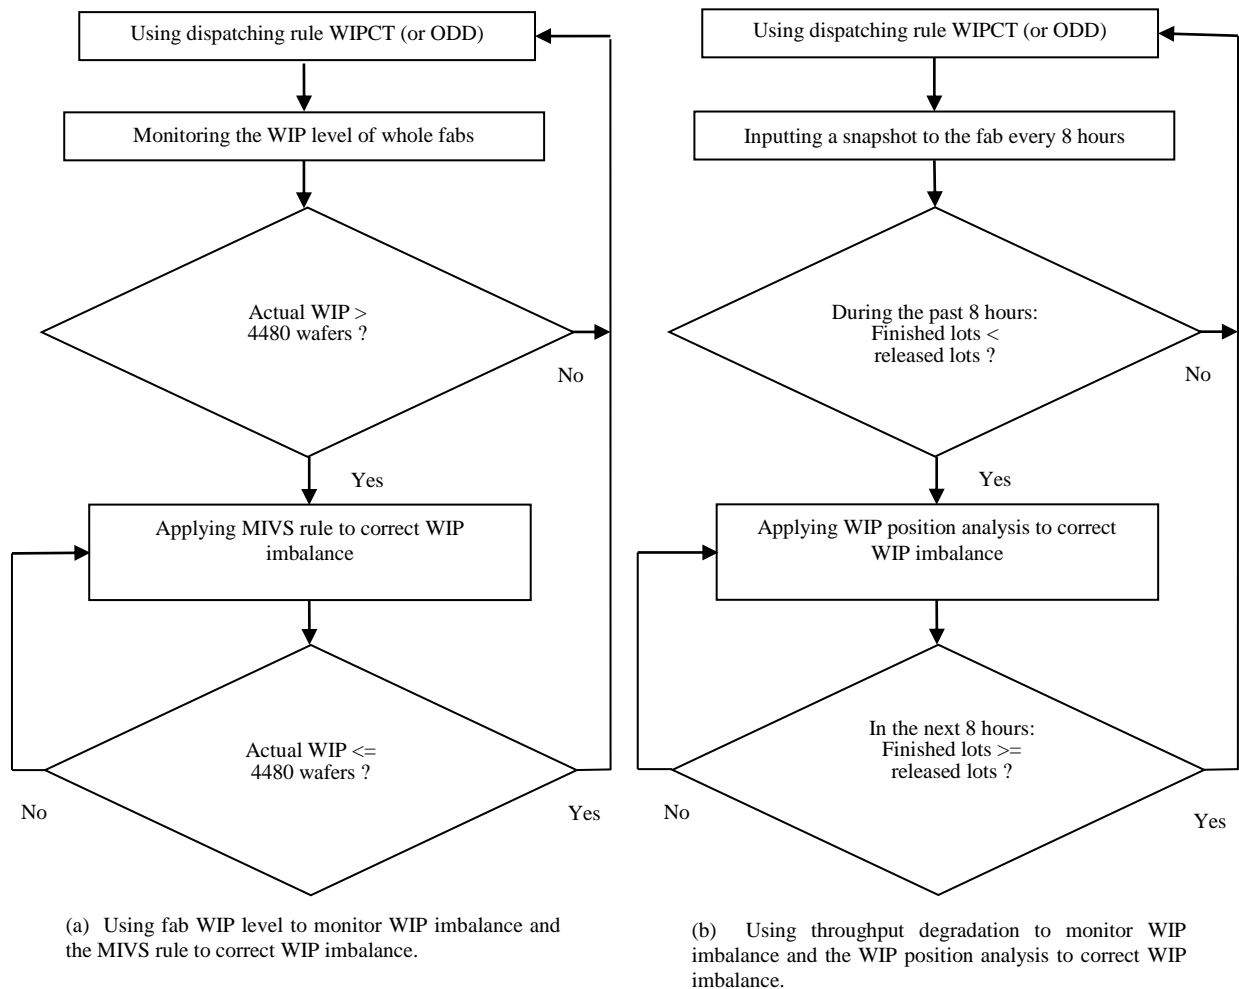 Using dispatching rule WIPCT (or ODD)
Monitoring the WIP level of whole fabs
Actual WIP >
4480 wafers ?
No
Yes
Applying MIVS rule to correct WIP
imbalance
Actual WIP <=
4480 wafers ?
No
Yes
(a) Using fab WIP level to monitor WIP imbalance and
the MIVS rule to correct WIP imbalance.
Using dispatching rule WIPCT (or ODD)
Inputting a snapshot to the fab every 8 hours
During the past 8 hours:
Finished lots <
released lots ?
No
Yes
Applying WIP position analysis to correct
WIP imbalance
In the next 8 hours:
Finished lots >=
released lots ?
No
Yes
(b) Using throughput degradation to monitor WIP
imbalance and the WIP position analysis to correct WIP
imbalance.